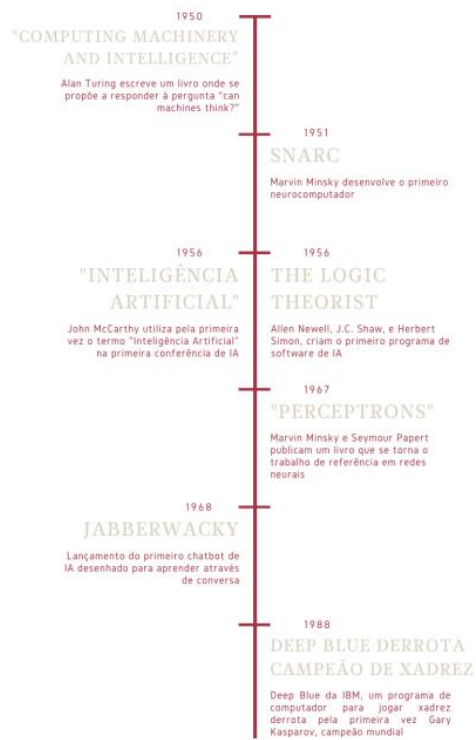 1950
"COMPUTING MACHINERY
AND INTELLIGENCE"
Alan Turing escreve um livro onde se
propõe a responder à pergunta "can
machines think?"
1951
SNARC
Marvin Minsky desenvolve o primeiro
neurocomputador
1956
"INTELIGÊNCIA
ARTIFICIAL"
John McCarthy utiliza pela primeira
vez o termo "Inteligência Artificial"
na primeira conferência de IA
1956
THE LOGIC
THEORIST
Allen Newell, J.C. Shaw, e Herbert
Simon, criam o primeiro programa de
software de IA
1967
"PERCEPTRONS"
Marvin Minsky e Seymour Papert
publicam um livro que se torna o
trabalho de referência em redes
neurais
1968
JABBERWACKY
Lançamento do primeiro chatbot de
IA desenhado para aprender através
de conversa
1988
DEEP BLUE DERROTA
CAMPEÃO DE XADREZ
Deep Blue da IBM, um programa de
computador para jogar xadrez
derrota pela primeira vez Gary
Kasparov, campeão mundial